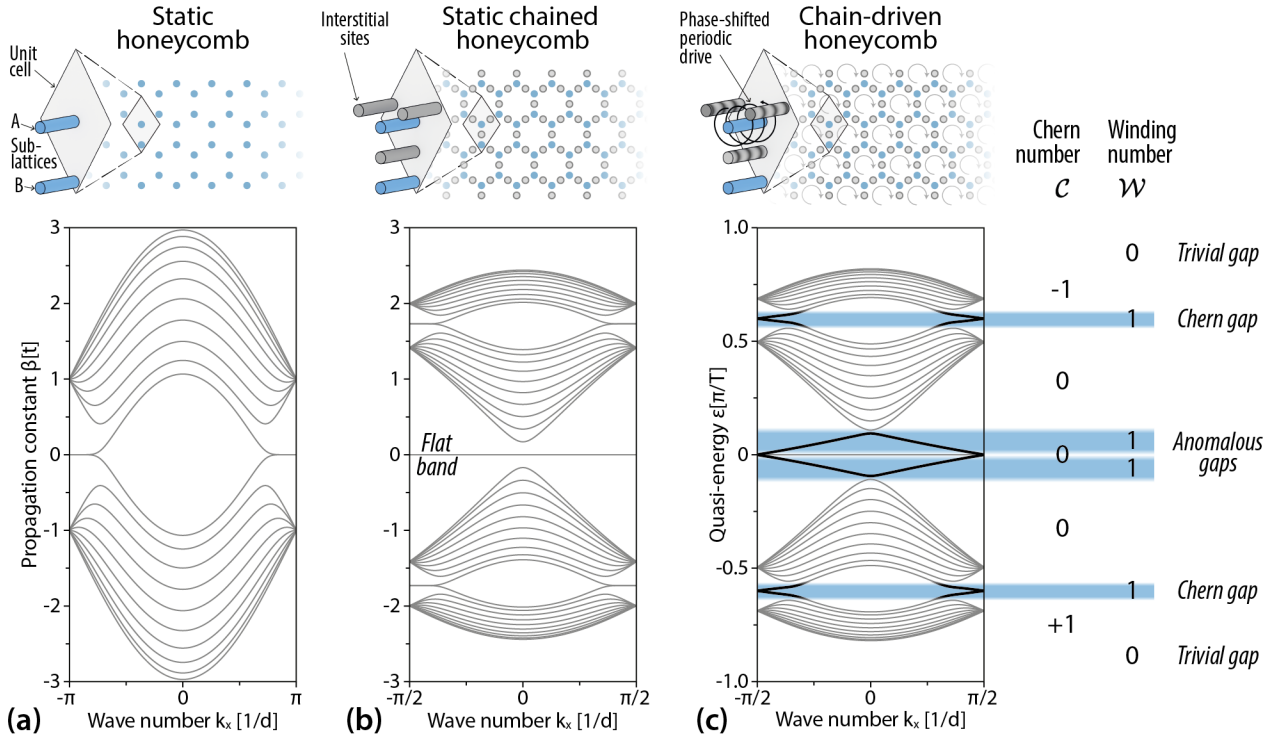 Static
honeycomb
Unit
cell
A
Sub-
lattices
B
Interstitial
sites
Static chained
honeycomb
Phase-shifted
periodic
drive
Chain-driven
honeycomb
Chern
number
C
Winding
number
W
3
2
1
0
-1
-2
-3
Propagation constant β[t]
-π
0
π
Wave number kₓ [1/d]
(a)
3
2
1
0
-1
-2
-3
Flat
band
-π/2
0
π/2
Wave number kₓ [1/d]
(b)
1.0
0.5
0
-0.5
-1.0
Quasi-energy ε[π/T]
-π/2
0
π/2
Wave number kₓ [1/d]
(c)
0 Trivial gap
-1
1 Chern gap
0
1 Anomalous
0 gaps
1
0
1 Chern gap
+1
0 Trivial gap